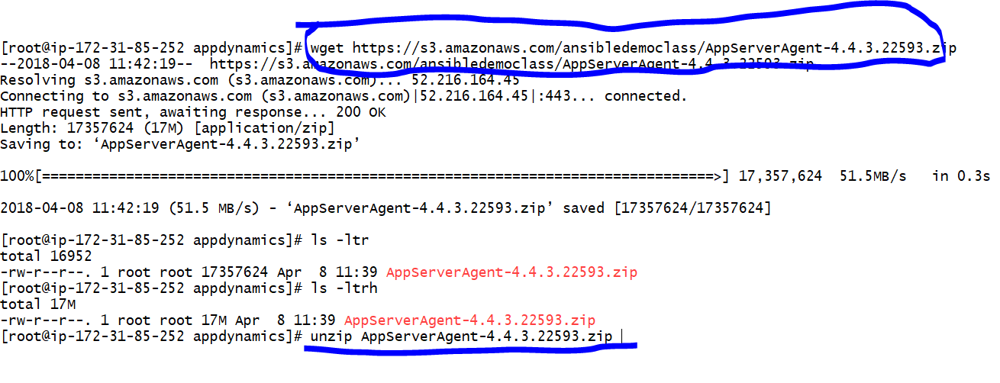 [root@ip-172-31-85-252 appdynamics]# wget https://s3.amazonaws.com/ansibledemoclass/AppServerAgent-4.4.3.22593.zip
--2018-04-08 11:42:19--  https://s3.amazonaws.com/ansibledemoclass/AppServerAgent-4.4.3.22593.zip
Resolving s3.amazonaws.com (s3.amazonaws.com)... 52.216.164.45
Connecting to s3.amazonaws.com (s3.amazonaws.com)|52.216.164.45|:443... connected.
HTTP request sent, awaiting response... 200 OK
Length: 17357624 (17M) [application/zip]
Saving to: ‘AppServerAgent-4.4.3.22593.zip’
100%[================================================================================>] 17,357,624  51.5MB/s   in 0.3s
2018-04-08 11:42:19 (51.5 MB/s) - ‘AppServerAgent-4.4.3.22593.zip’ saved [17357624/17357624]
[root@ip-172-31-85-252 appdynamics]# ls -ltr
total 16952
-rw-r--r--. 1 root root 17357624 Apr  8 11:39 AppServerAgent-4.4.3.22593.zip
[root@ip-172-31-85-252 appdynamics]# ls -ltrh
total 17M
-rw-r--r--. 1 root root 17M Apr  8 11:39 AppServerAgent-4.4.3.22593.zip
[root@ip-172-31-85-252 appdynamics]# unzip AppServerAgent-4.4.3.22593.zip